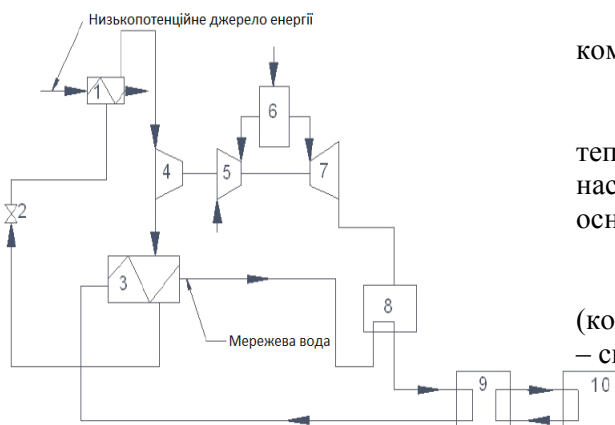 Низькопотенційне джерело енергії
ком
1
6
теп
нас
4
5
7
осн
2
3
8
(ко
Мережева вода
– си
9
10